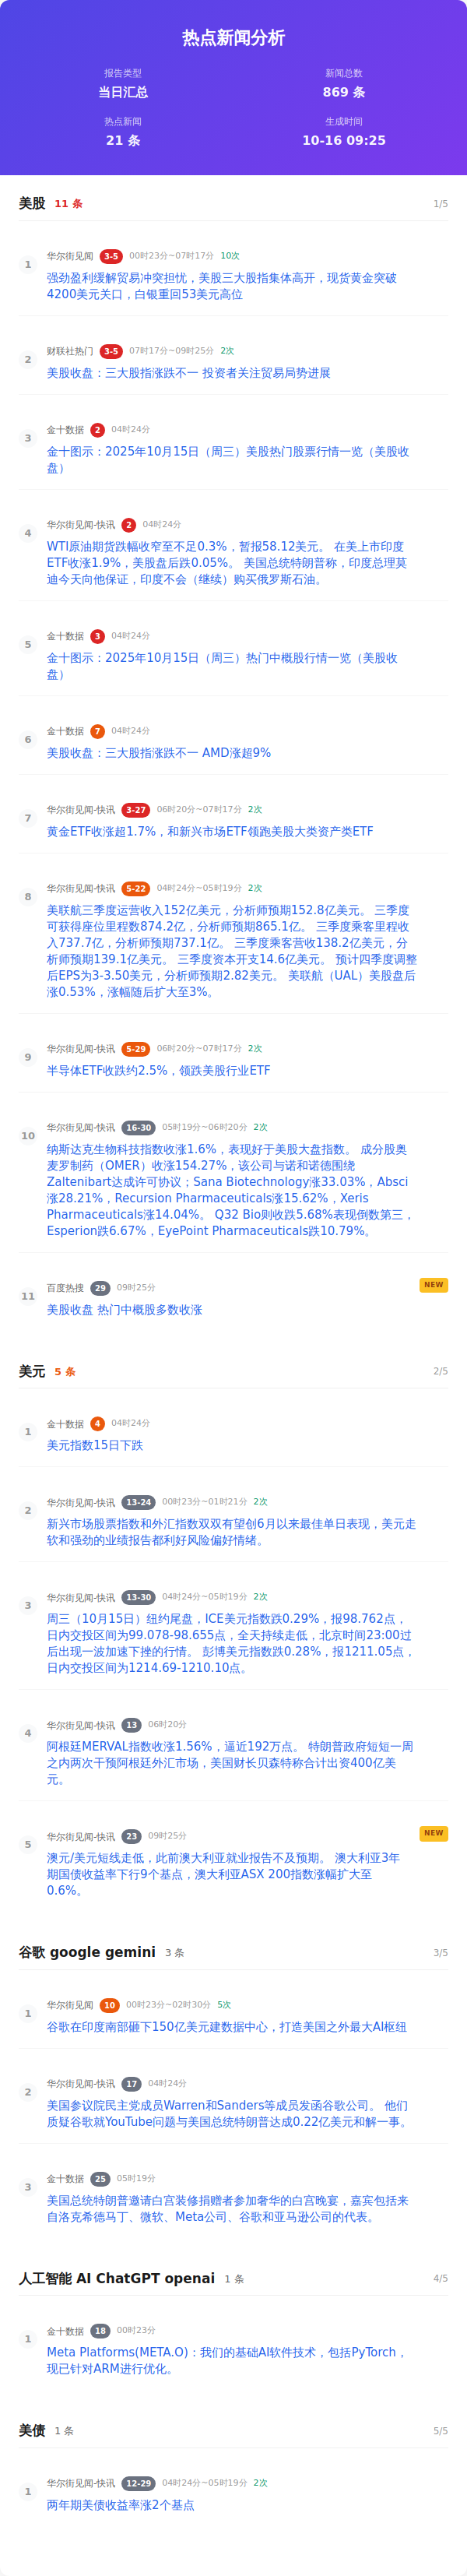 热点新闻分析
报告类型
当日汇总
新闻总数
869 条
热点新闻
21 条
生成时间
10-16 09:25
美股 11 条 1/5
1
华尔街见闻 3-5 00时23分~07时17分 10次
强劲盈利缓解贸易冲突担忧，美股三大股指集体高开，现货黄金突破
4200美元关口，白银重回53美元高位
2
财联社热门 3-5 07时17分~09时25分 2次
美股收盘：三大股指涨跌不一 投资者关注贸易局势进展
3
金十数据 2 04时24分
金十图示：2025年10月15日（周三）美股热门股票行情一览（美股收
盘）
4
华尔街见闻-快讯 2 04时24分
WTI原油期货跌幅收窄至不足0.3%，暂报58.12美元。 在美上市印度
ETF收涨1.9%，美股盘后跌0.05%。 美国总统特朗普称，印度总理莫
迪今天向他保证，印度不会（继续）购买俄罗斯石油。
5
金十数据 3 04时24分
金十图示：2025年10月15日（周三）热门中概股行情一览（美股收
盘）
6
金十数据 7 04时24分
美股收盘：三大股指涨跌不一 AMD涨超9%
7
华尔街见闻-快讯 3-27 06时20分~07时17分 2次
黄金ETF收涨超1.7%，和新兴市场ETF领跑美股大类资产类ETF
8
华尔街见闻-快讯 5-22 04时24分~05时19分 2次
美联航三季度运营收入152亿美元，分析师预期152.8亿美元。 三季度
可获得座位里程数874.2亿，分析师预期865.1亿。 三季度乘客里程收
入737.7亿，分析师预期737.1亿。 三季度乘客营收138.2亿美元，分
析师预期139.1亿美元。 三季度资本开支14.6亿美元。 预计四季度调整
后EPS为3-3.50美元，分析师预期2.82美元。 美联航（UAL）美股盘后
涨0.53%，涨幅随后扩大至3%。
9
华尔街见闻-快讯 5-29 06时20分~07时17分 2次
半导体ETF收跌约2.5%，领跌美股行业ETF
10
华尔街见闻-快讯 16-30 05时19分~06时20分 2次
纳斯达克生物科技指数收涨1.6%，表现好于美股大盘指数。 成分股奥
麦罗制药（OMER）收涨154.27%，该公司与诺和诺德围绕
Zaltenibart达成许可协议；Sana Biotechnology涨33.03%，Absci
涨28.21%，Recursion Pharmaceuticals涨15.62%，Xeris
Pharmaceuticals涨14.04%。 Q32 Bio则收跌5.68%表现倒数第三，
Esperion跌6.67%，EyePoint Pharmaceuticals跌10.79%。
11
百度热搜 29 09时25分 NEW
美股收盘 热门中概股多数收涨
美元 5 条 2/5
1
金十数据 4 04时24分
美元指数15日下跌
2
华尔街见闻-快讯 13-24 00时23分~01时21分 2次
新兴市场股票指数和外汇指数双双有望创6月以来最佳单日表现，美元走
软和强劲的业绩报告都利好风险偏好情绪。
3
华尔街见闻-快讯 13-30 04时24分~05时19分 2次
周三（10月15日）纽约尾盘，ICE美元指数跌0.29%，报98.762点，
日内交投区间为99.078-98.655点，全天持续走低，北京时间23:00过
后出现一波加速下挫的行情。 彭博美元指数跌0.28%，报1211.05点，
日内交投区间为1214.69-1210.10点。
4
华尔街见闻-快讯 13 06时20分
阿根廷MERVAL指数收涨1.56%，逼近192万点。 特朗普政府短短一周
之内两次干预阿根廷外汇市场，美国财长贝森特称合计出资400亿美
元。
5
华尔街见闻-快讯 23 09时25分 NEW
澳元/美元短线走低，此前澳大利亚就业报告不及预期。 澳大利亚3年
期国债收益率下行9个基点，澳大利亚ASX 200指数涨幅扩大至
0.6%。
谷歌 google gemini 3 条 3/5
1
华尔街见闻 10 00时23分~02时30分 5次
谷歌在印度南部砸下150亿美元建数据中心，打造美国之外最大AI枢纽
2
华尔街见闻-快讯 17 04时24分
美国参议院民主党成员Warren和Sanders等成员发函谷歌公司。 他们
质疑谷歌就YouTube问题与美国总统特朗普达成0.22亿美元和解一事。
3
金十数据 25 05时19分
美国总统特朗普邀请白宫装修捐赠者参加奢华的白宫晚宴，嘉宾包括来
自洛克希德马丁、微软、Meta公司、谷歌和亚马逊公司的代表。
人工智能 AI ChatGPT openai 1 条 4/5
1
金十数据 18 00时23分
Meta Platforms(META.O)：我们的基础AI软件技术，包括PyTorch，
现已针对ARM进行优化。
美债 1 条 5/5
1
华尔街见闻-快讯 12-29 04时24分~05时19分 2次
两年期美债收益率涨2个基点